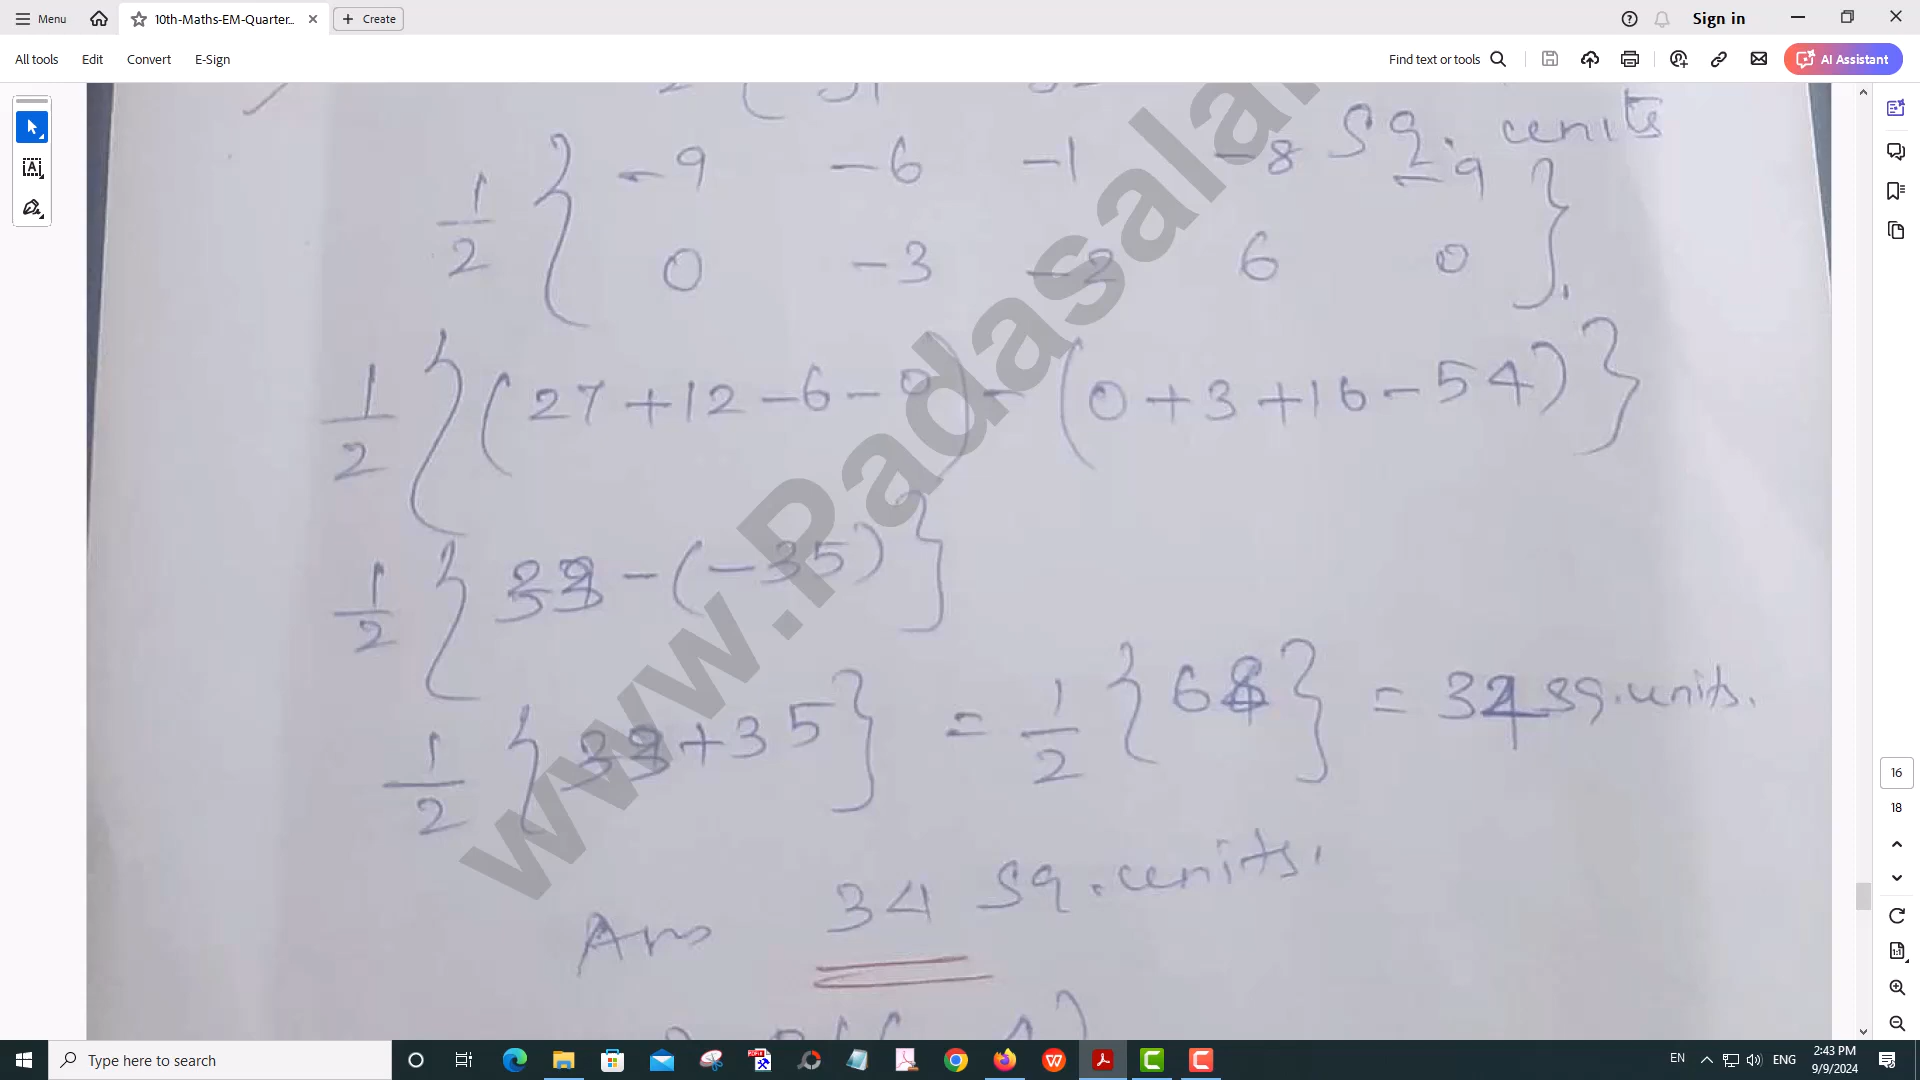 Menu
10th-Maths-EM-Quarter...
Create
Sign in
All tools
Edit
Convert
E-Sign
Find text or tools
AI Assistant
Sq. units
1/2 { -9 -6 -1 -8 -9
0 -3 -2 6 0 }.
1/2 { (27 + 12 - 6 - 0) - (0 + 3 + 16 - 54) }
1/2 { 33 - (-35) }
1/2 { 33 + 35 } = 1/2 { 68 } = 34 sq.units.
Ans 34 Sq.units.
www.Padasalai
16
18
Type here to search
EN
ENG
2:43 PM
9/9/2024